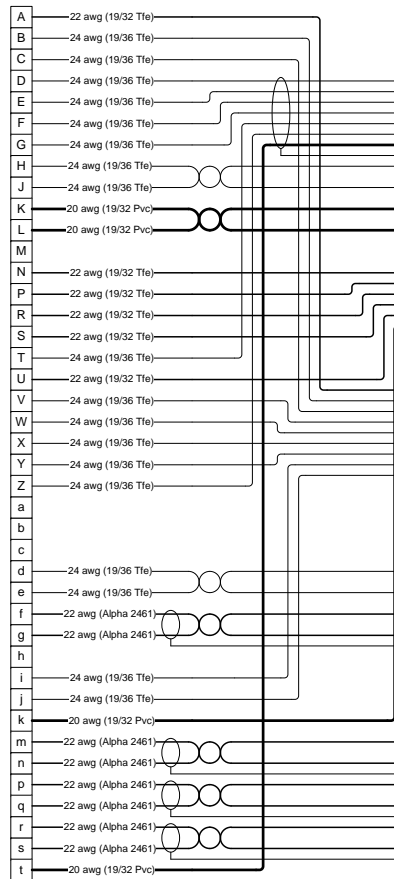 A 22 awg (19/32 Tfe)
B 24 awg (19/36 Tfe)
C 24 awg (19/36 Tfe)
D 24 awg (19/36 Tfe)
E 24 awg (19/36 Tfe)
F 24 awg (19/36 Tfe)
G 24 awg (19/36 Tfe)
H 24 awg (19/36 Tfe)
J 24 awg (19/36 Tfe)
K 20 awg (19/32 Pvc)
L 20 awg (19/32 Pvc)
M
N 22 awg (19/32 Tfe)
P 22 awg (19/32 Tfe)
R 22 awg (19/32 Tfe)
S 22 awg (19/32 Tfe)
T 24 awg (19/36 Tfe)
U 22 awg (19/32 Tfe)
V 24 awg (19/36 Tfe)
W 24 awg (19/36 Tfe)
X 24 awg (19/36 Tfe)
Y 24 awg (19/36 Tfe)
Z 24 awg (19/36 Tfe)
a
b
c
d 24 awg (19/36 Tfe)
e 24 awg (19/36 Tfe)
f 22 awg (Alpha 2461)
g 22 awg (Alpha 2461)
h
i 24 awg (19/36 Tfe)
j 24 awg (19/36 Tfe)
k 20 awg (19/32 Pvc)
m 22 awg (Alpha 2461)
n 22 awg (Alpha 2461)
p 22 awg (Alpha 2461)
q 22 awg (Alpha 2461)
r 22 awg (Alpha 2461)
s 22 awg (Alpha 2461)
t 20 awg (19/32 Pvc)